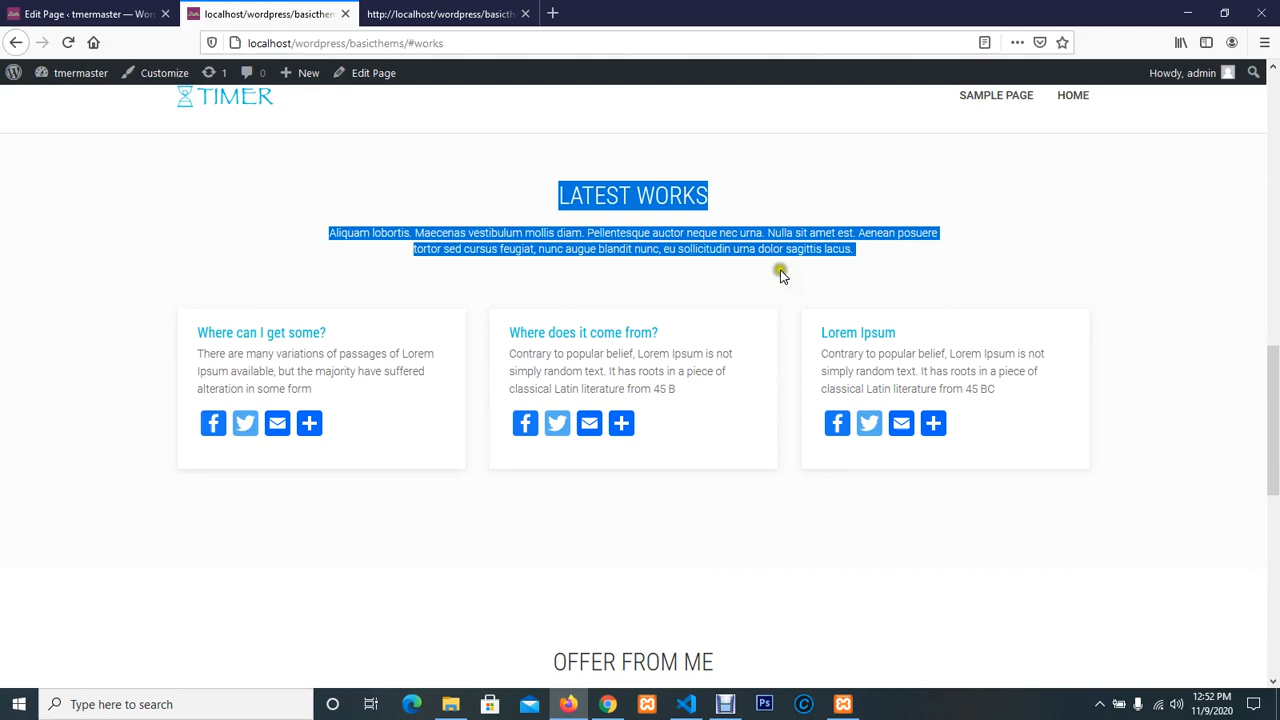 Edit Page ‹ tmermaster — Wor
localhost/wordpress/basicthem
http://localhost/wordpress/basicth
localhost/wordpress/basicthems/#works
tmermaster
Customize
1
0
New
Edit Page
Howdy, admin
TIMER
SAMPLE PAGE
HOME
LATEST WORKS
Aliquam lobortis. Maecenas vestibulum mollis diam. Pellentesque auctor neque nec urna. Nulla sit amet est. Aenean posuere
tortor sed cursus feugiat, nunc augue blandit nunc, eu sollicitudin urna dolor sagittis lacus.
Where can I get some?
There are many variations of passages of Lorem
Ipsum available, but the majority have suffered
alteration in some form
Where does it come from?
Contrary to popular belief, Lorem Ipsum is not
simply random text. It has roots in a piece of
classical Latin literature from 45 B
Lorem Ipsum
Contrary to popular belief, Lorem Ipsum is not
simply random text. It has roots in a piece of
classical Latin literature from 45 BC
OFFER FROM ME
Type here to search
Ps
12:52 PM
11/9/2020